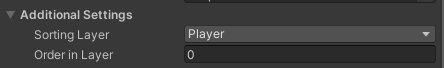 Additional Settings
Sorting Layer Player
Order in Layer 0